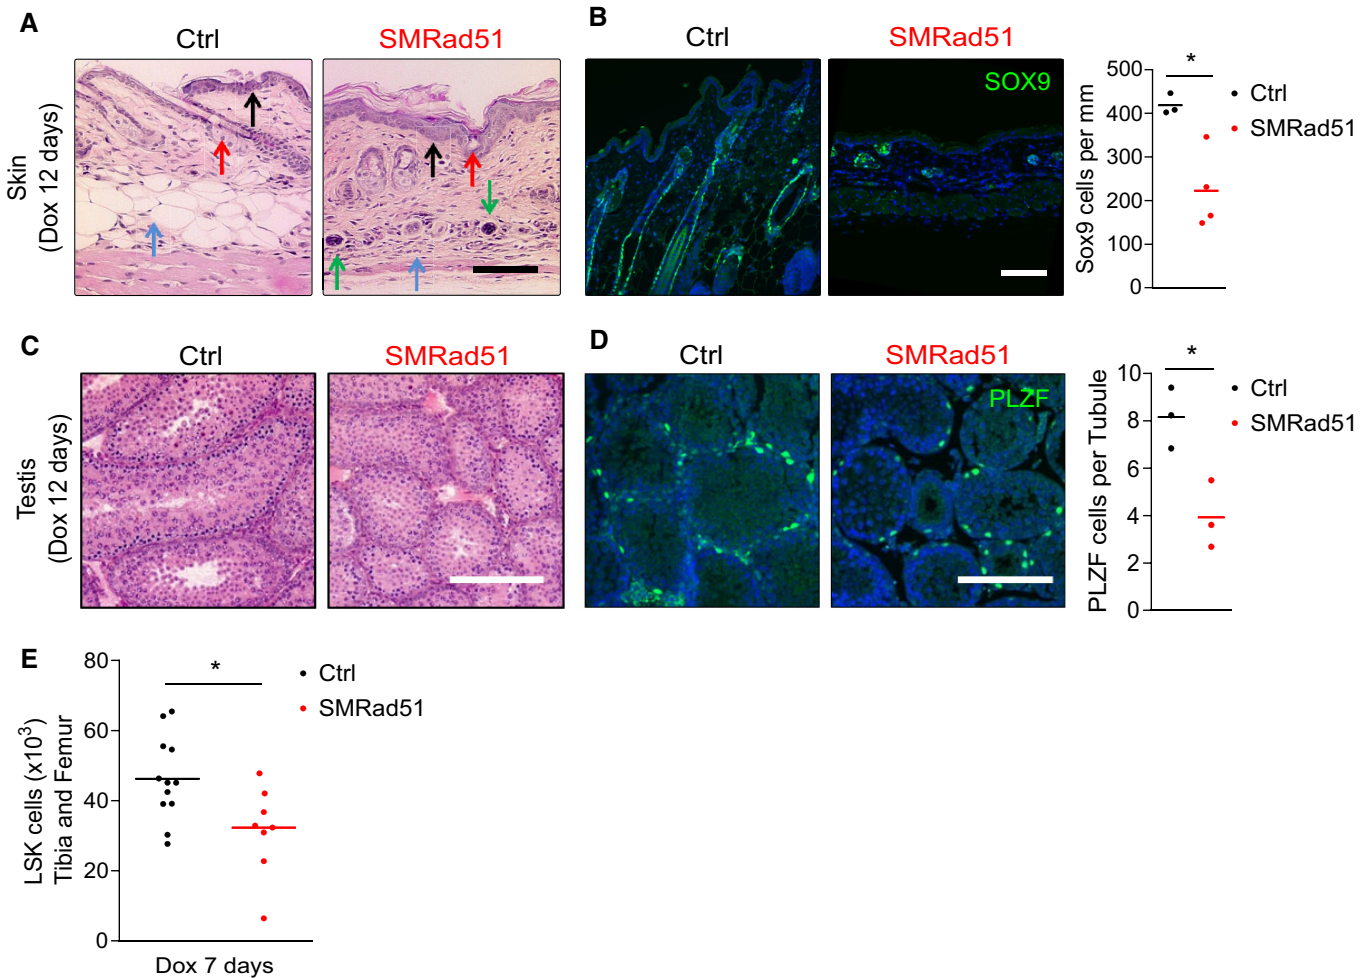 A
Ctrl
SMRad51
Skin
(Dox 12 days)
B
Ctrl
SMRad51
SOX9
*
Sox9 cells per mm
500
400
300
200
100
0
Ctrl
SMRad51
C
Ctrl
SMRad51
Testis
(Dox 12 days)
D
Ctrl
SMRad51
PLZF
*
PLZF cells per Tubule
10
8
6
4
2
0
Ctrl
SMRad51
E
*
LSK cells (x10³)
Tibia and Femur
80
60
40
20
0
Ctrl
SMRad51
Dox 7 days